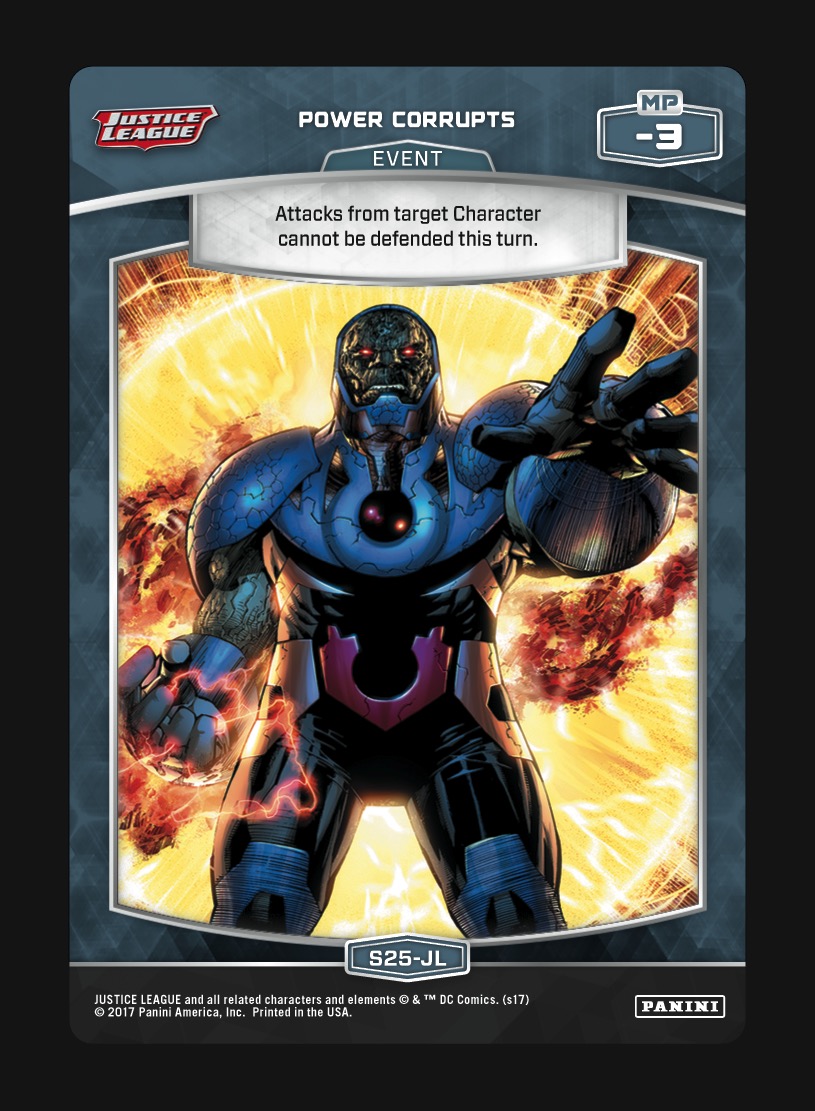 JUSTICE
LEAGUE
POWER CORRUPTS
MP
-3
EVENT
Attacks from target Character
cannot be defended this turn.
S25-JL
JUSTICE LEAGUE and all related characters and elements © & ™ DC Comics. (s17)
© 2017 Panini America, Inc. Printed in the USA.
PANINI